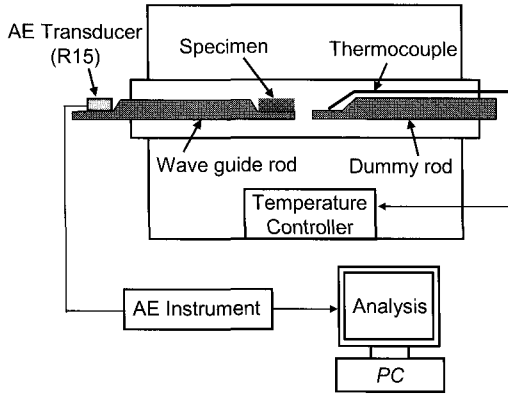 AE Transducer
(R15)
Specimen
Thermocouple
Wave guide rod
Dummy rod
Temperature
Controller
AE Instrument
Analysis
PC